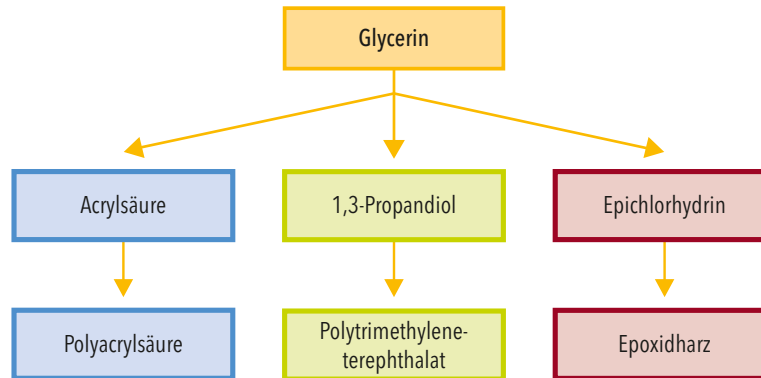 Glycerin
Acrylsäure
1,3-Propandiol
Epichlorhydrin
Polyacrylsäure
Polytrimethylene-
terephthalat
Epoxidharz